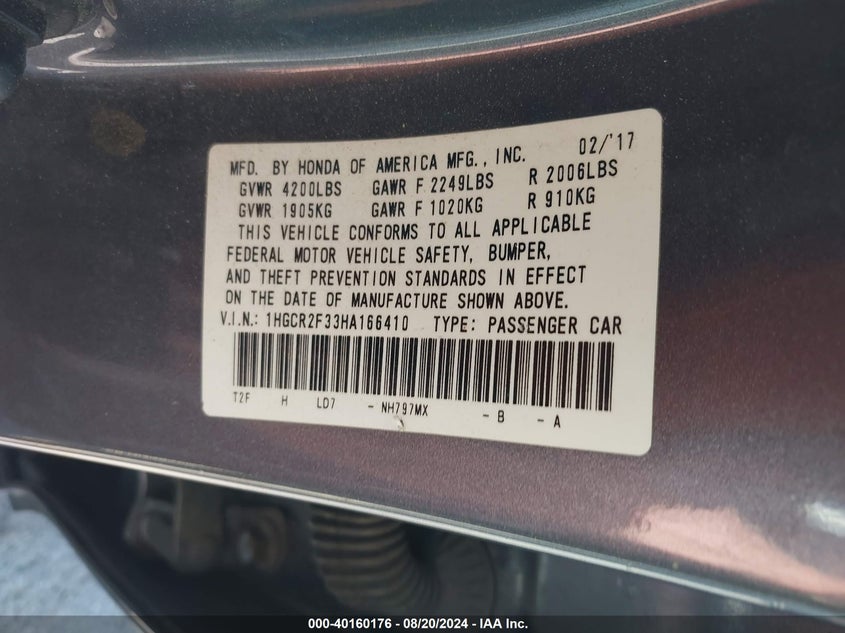 MFD. BY HONDA OF AMERICA MFG., INC. 02/'17
GVWR 4200LBS GAWR F 2249LBS R 2006LBS
GVWR 1905KG GAWR F 1020KG R 910KG
THIS VEHICLE CONFORMS TO ALL APPLICABLE
FEDERAL MOTOR VEHICLE SAFETY, BUMPER,
AND THEFT PREVENTION STANDARDS IN EFFECT
ON THE DATE OF MANUFACTURE SHOWN ABOVE.
V.I.N.: 1HGCR2F33HA166410 TYPE: PASSENGER CAR
T2F H LD7 - NH797MX - B - A
000-40160176 - 08/20/2024 - IAA Inc.